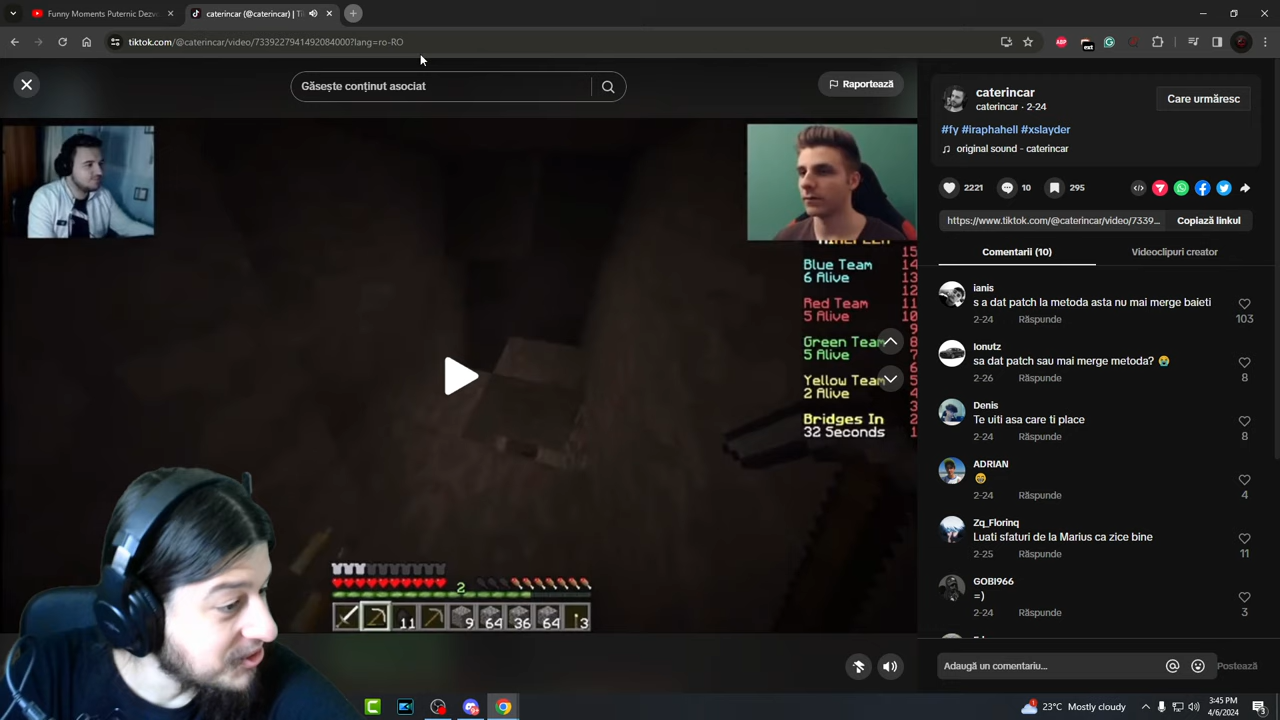 Funny Moments Puternic Dezvo
caterincar (@caterincar) | Ti
tiktok.com/@caterincar/video/7339227941492084000?lang=ro-RO
Găsește conținut asociat
Raportează
caterincar
caterincar · 2-24
Care urmăresc
#fy #iraphahell #xslayder
original sound - caterincar
2221
10
295
https://www.tiktok.com/@caterincar/video/7339...
Copiază linkul
Comentarii (10)
Videoclipuri creator
ianis
s a dat patch la metoda asta nu mai merge baieti
2-24 Răspunde
103
Ionutz
sa dat patch sau mai merge metoda? 😭
2-26 Răspunde
8
Denis
Te uiti asa care ti place
2-24 Răspunde
8
ADRIAN
😁
2-24 Răspunde
4
Zq_Florinq
Luati sfaturi de la Marius ca zice bine
2-25 Răspunde
11
GOBI966
=)
2-24 Răspunde
3
Adaugă un comentariu...
Postează
15
Blue Team 14
6 Alive 13
12
Red Team 11
5 Alive 10
9
Green Team 8
5 Alive 7
6
Yellow Team 5
2 Alive 4
3
Bridges In 2
32 Seconds 1
2
11 9 64 36 64 3
23°C Mostly cloudy
3:45 PM
4/6/2024